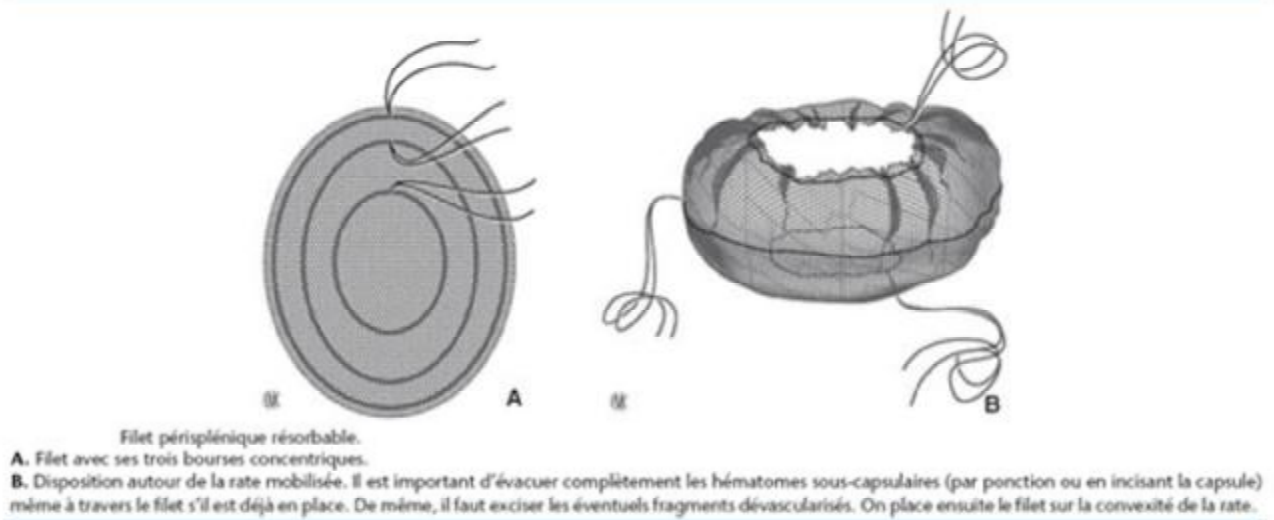 A
B
Filet périsplénique résorbable.
A. Filet avec ses trois bourses concentriques.
B. Disposition autour de la rate mobilisée. Il est important d'évacuer complètement les hématomes sous-capsulaires (par ponction ou en incisant la capsule)
même à travers le filet s'il est déjà en place. De même, il faut exciser les éventuels fragments dévascularisés. On place ensuite le filet sur la convexité de la rate.